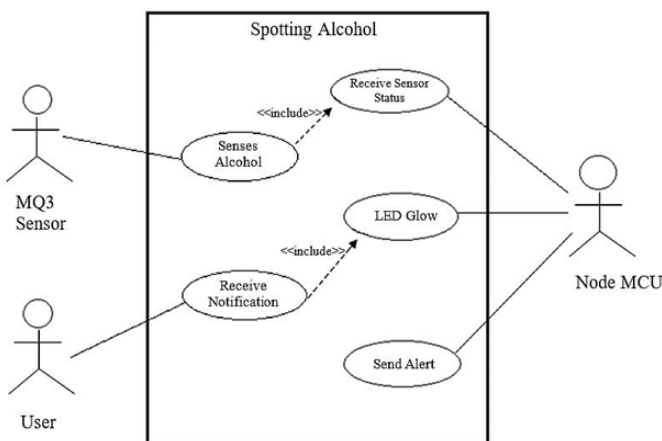 Spotting Alcohol
Receive Sensor
Status
<<include>>
Senses
Alcohol
MQ3
Sensor
LED Glow
Node MCU
<<include>>
Receive
Notification
Send Alert
User